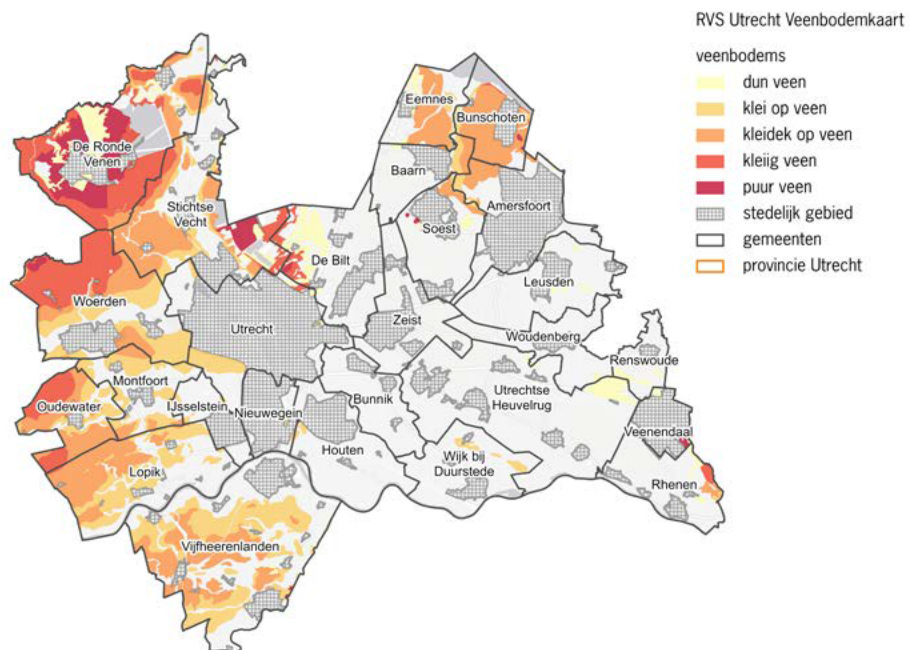 RVS Utrecht Veenbodemkaart
veenbodems
dun veen
klei op veen
kleidek op veen
kleiig veen
puur veen
stedelijk gebied
gemeenten
provincie Utrecht
Eemnes
Bunschoten
De Ronde
Venen
Baarn
Stichtse
Vecht
Amersfoort
Soest
De Bilt
Leusden
Woerden
Utrecht
Zeist
Woudenberg
Renswoude
Montfoort
Oudewater
IJsselstein
Nieuwegein
Bunnik
Utrechtse
Heuvelrug
Veenendaal
Houten
Wijk bij
Duurstede
Lopik
Rhenen
Vijfheerenlanden